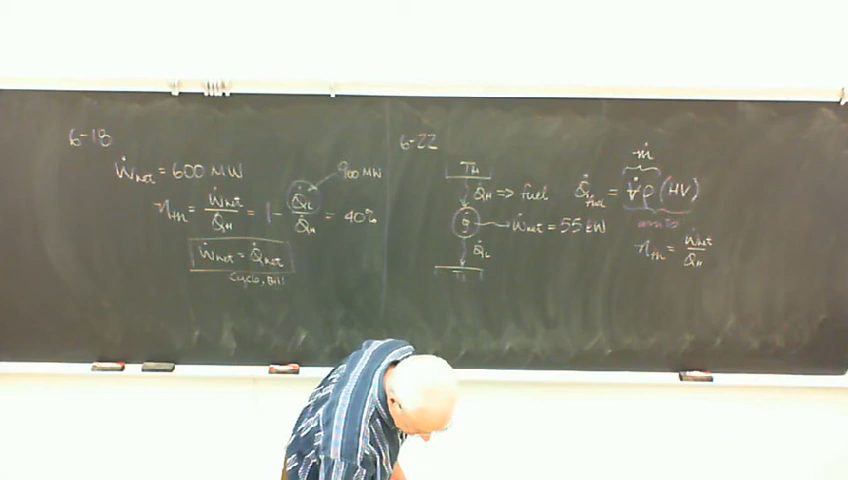 6-18
Ẇnet = 600 MW
900 MW
ηth = Ẇnet / Q̇H = 1 - Q̇L / Q̇H = 40%
Ẇnet = Q̇net
Cycle, Bill
6-22
TH
Q̇H => fuel
Ẇnet = 55 kW
Q̇L
TL
ṁ
Q̇fuel = V̇ρ (HV)
units
ηth = Ẇnet / Q̇H